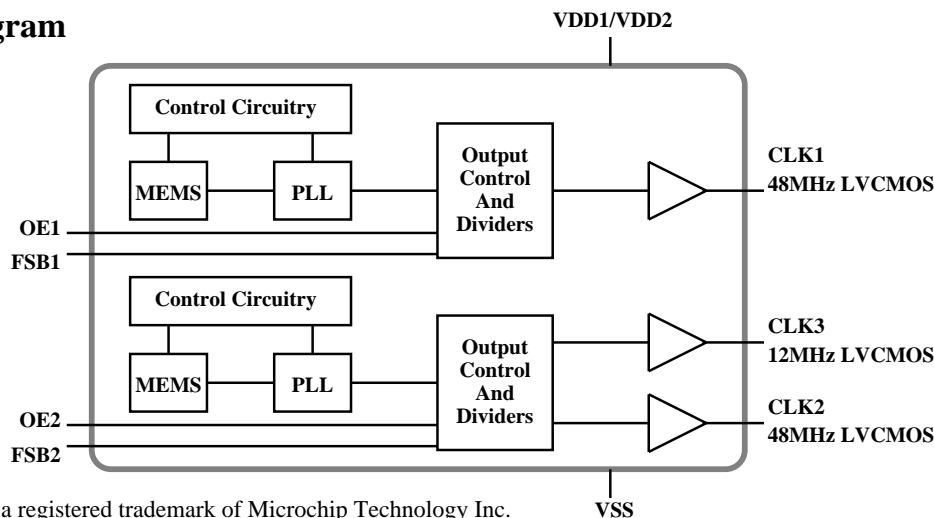 gram
VDD1/VDD2
Control Circuitry
MEMS
PLL
Output
Control
And
Dividers
CLK1
48MHz LVCMOS
OE1
FSB1
Control Circuitry
MEMS
PLL
Output
Control
And
Dividers
CLK3
12MHz LVCMOS
CLK2
48MHz LVCMOS
OE2
FSB2
a registered trademark of Microchip Technology Inc.
VSS